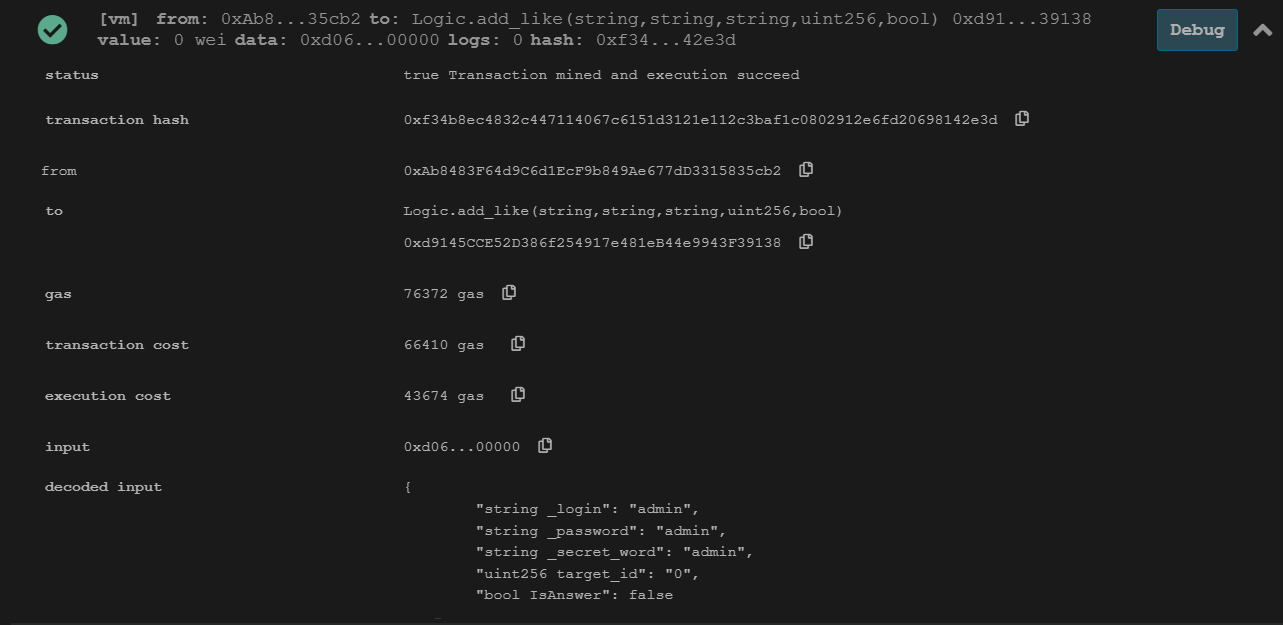 [vm] from: 0xAb8...35cb2 to: Logic.add_like(string,string,string,uint256,bool) 0xd91...39138
value: 0 wei data: 0xd06...00000 logs: 0 hash: 0xf34...42e3d
Debug
status true Transaction mined and execution succeed
transaction hash 0xf34b8ec4832c447114067c6151d3121e112c3baf1c0802912e6fd20698142e3d
from 0xAb8483F64d9C6d1EcF9b849Ae677dD3315835cb2
to Logic.add_like(string,string,string,uint256,bool)
0xd9145CCE52D386f254917e481eB44e9943F39138
gas 76372 gas
transaction cost 66410 gas
execution cost 43674 gas
input 0xd06...00000
decoded input {
"string _login": "admin",
"string _password": "admin",
"string _secret_word": "admin",
"uint256 target_id": "0",
"bool IsAnswer": false